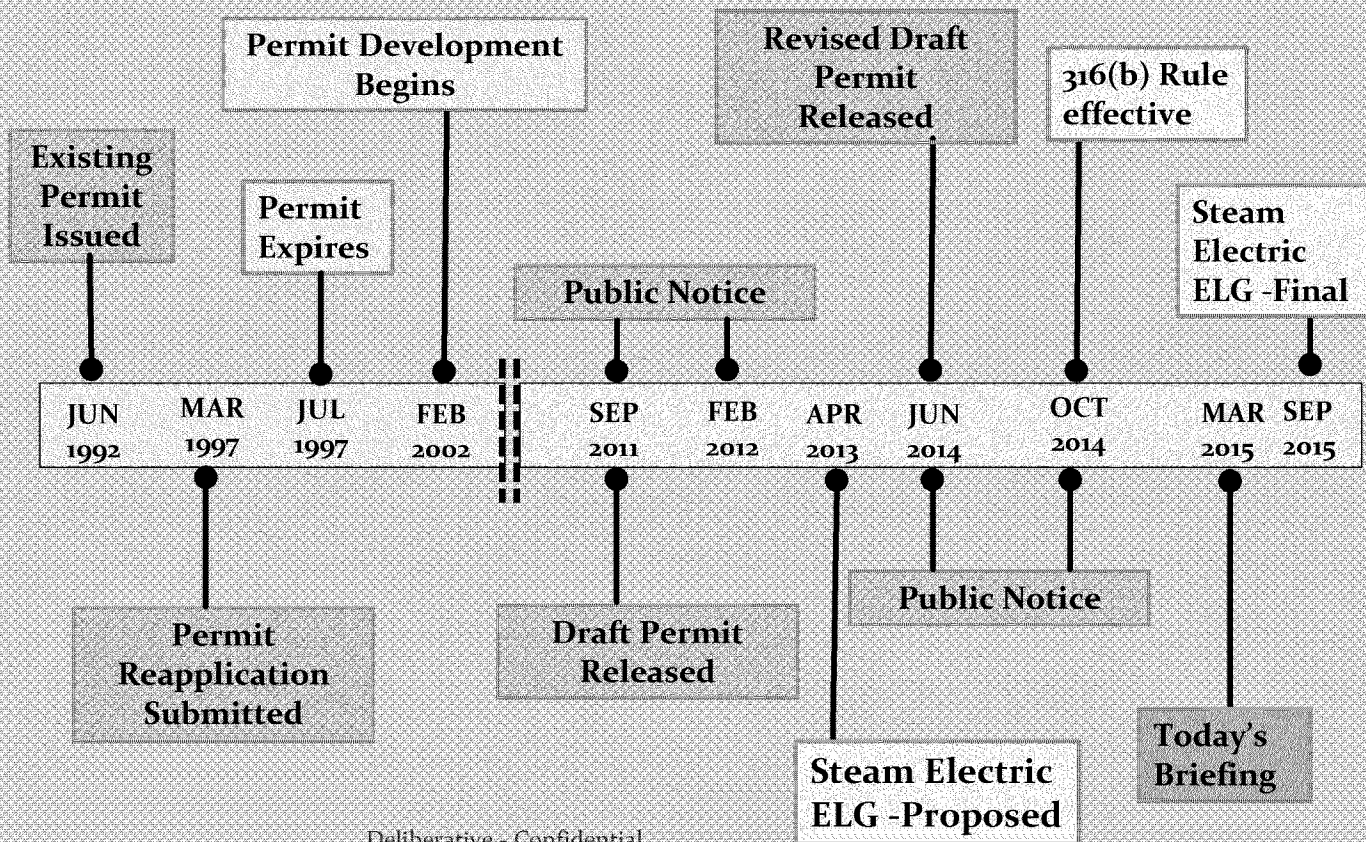 Permit Development
Begins
Revised Draft
Permit
Released
316(b) Rule
effective
Existing
Permit
Issued
Permit
Expires
Steam
Electric
ELG -Final
Public Notice
JUN
1992
MAR
1997
JUL
1997
FEB
2002
SEP
2011
FEB
2012
APR
2013
JUN
2014
OCT
2014
MAR
2015
SEP
2015
Public Notice
Permit
Reapplication
Submitted
Draft Permit
Released
Today's
Briefing
Steam Electric
ELG -Proposed
Deliberative - Confidential